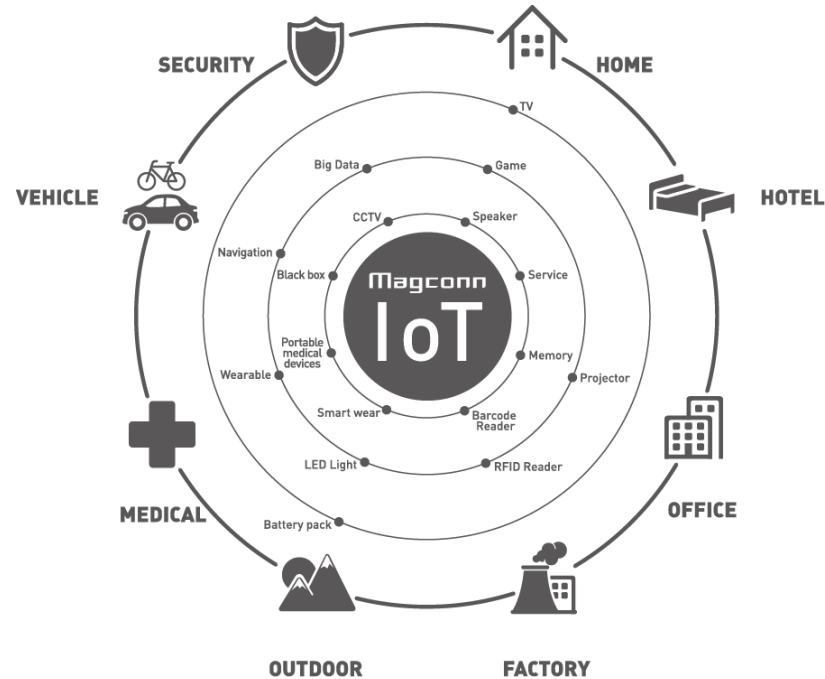 SECURITY
HOME
TV
Big Data
Game
VEHICLE
HOTEL
CCTV
Speaker
Navigation
Black box
Magconn
Service
IoT
Portable
medical
devices
Memory
Wearable
Projector
Smart wear
Barcode
Reader
LED Light
RFID Reader
MEDICAL
OFFICE
Battery pack
OUTDOOR
FACTORY